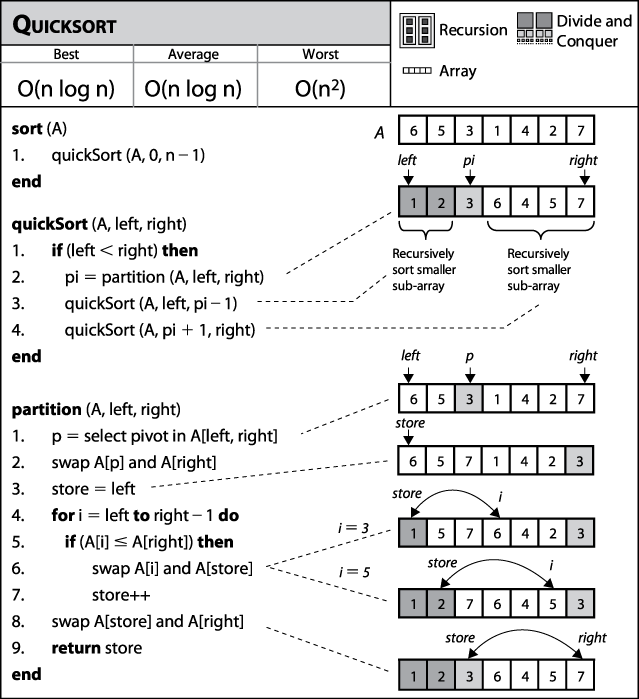 QUICKSORT
Best Average Worst
O(n log n) O(n log n) O(n²)
Recursion
Divide and
Conquer
Array
sort (A)
1. quickSort (A, 0, n – 1)
end
quickSort (A, left, right)
1. if (left < right) then
2. pi = partition (A, left, right)
3. quickSort (A, left, pi – 1)
4. quickSort (A, pi + 1, right)
end
partition (A, left, right)
1. p = select pivot in A[left, right]
2. swap A[p] and A[right]
3. store = left
4. for i = left to right – 1 do
5. if (A[i] ≤ A[right]) then
6. swap A[i] and A[store]
7. store++
8. swap A[store] and A[right]
9. return store
end
A 6 5 3 1 4 2 7
left pi right
1 2 3 6 4 5 7
Recursively
sort smaller
sub-array
Recursively
sort smaller
sub-array
left p right
6 5 3 1 4 2 7
store
6 5 7 1 4 2 3
store i
i = 3
1 5 7 6 4 2 3
store i
i = 5
1 2 7 6 4 5 3
store right
1 2 3 6 4 5 7